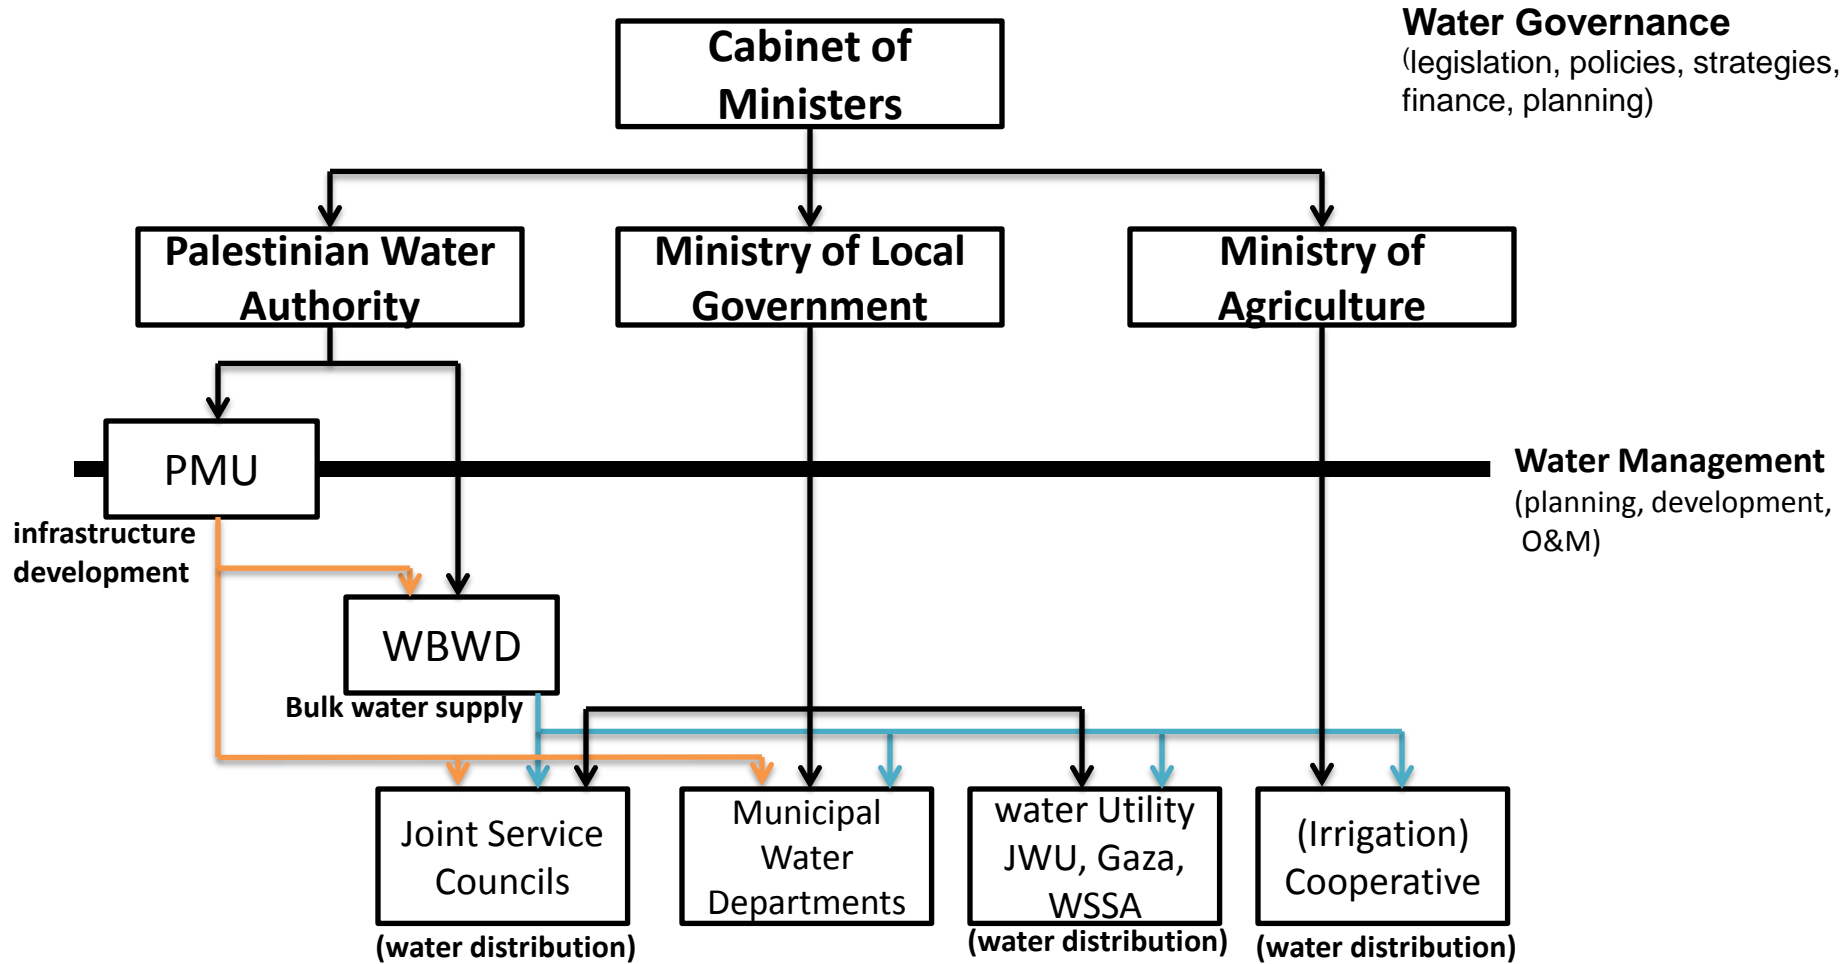 Water Governance
(legislation, policies, strategies,
finance, planning)
Cabinet of
Ministers
Palestinian Water
Authority
Ministry of Local
Government
Ministry of
Agriculture
PMU
Water Management
(planning, development,
O&M)
infrastructure
development
WBWD
Bulk water supply
Joint Service
Councils
(water distribution)
Municipal
Water
Departments
water Utility
JWU, Gaza,
WSSA
(water distribution)
(Irrigation)
Cooperative
(water distribution)